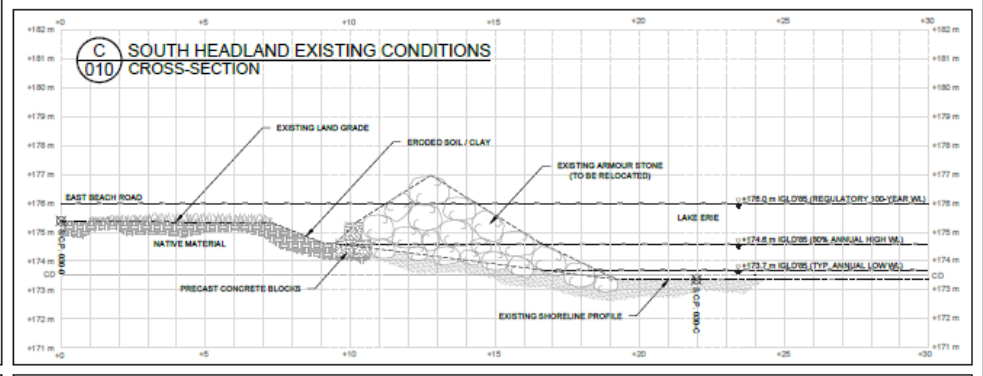 +0 +5 +10 +15 +20 +25 +30
+182 m +182 m
C SOUTH HEADLAND EXISTING CONDITIONS
010 CROSS-SECTION
+181 m +181 m
+180 m +180 m
+179 m +179 m
EXISTING LAND GRADE
ERODED SOIL / CLAY
+178 m +178 m
EXISTING ARMOUR STONE
(TO BE RELOCATED)
+177 m +177 m
EAST BEACH ROAD
+176.0 m IGLD'85 (REGULATORY 100-YEAR WL)
+176 m +176 m
LAKE ERIE
+175 m +175 m
NATIVE MATERIAL
+174.6 m IGLD'85 (80% ANNUAL HIGH WL)
+174 m +174 m
+173.7 m IGLD'85 (TYP. ANNUAL LOW WL)
CD CD
PRECAST CONCRETE BLOCKS
+173 m +173 m
EXISTING SHORELINE PROFILE
+172 m +172 m
+171 m +171 m
+0 +5 +10 +15 +20 +25 +30